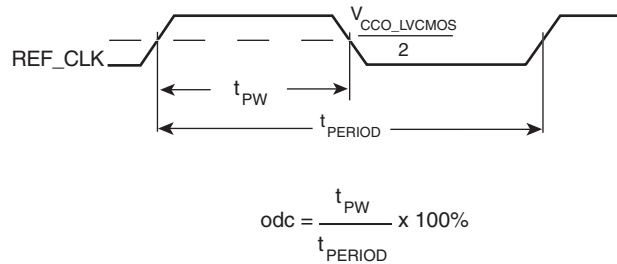 V_CCO_LVCMOS
2
REF_CLK
t_PW
t_PERIOD
odc = t_PW / t_PERIOD x 100%